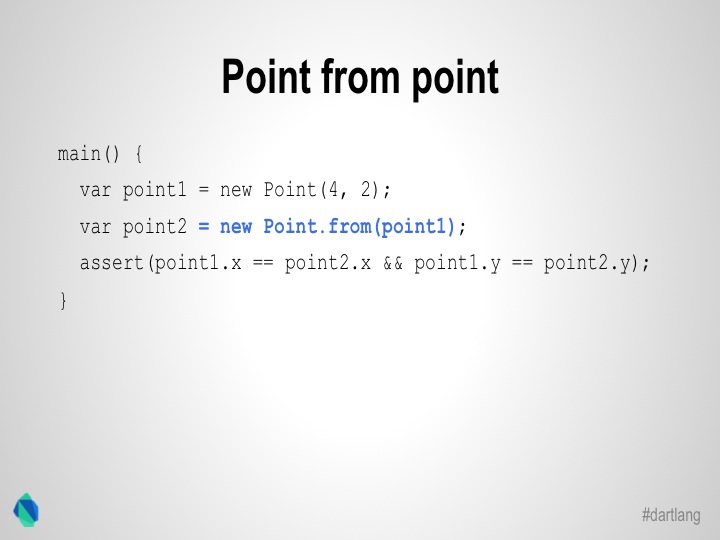 Point from point
main() {
  var point1 = new Point(4, 2);
  var point2 = new Point.from(point1);
  assert(point1.x == point2.x && point1.y == point2.y);
}
#dartlang